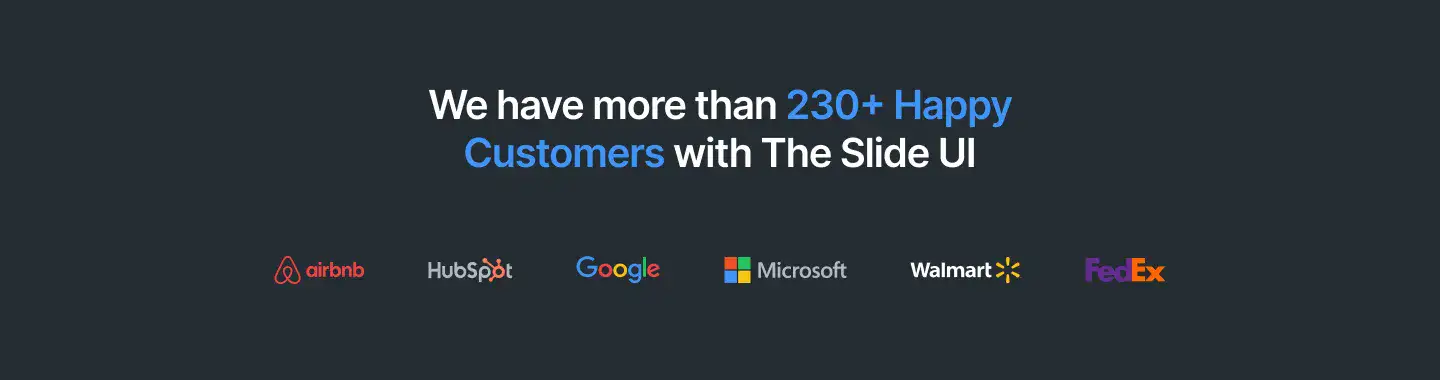 We have more than 230+ Happy
Customers with The Slide UI
airbnb HubSpot Google Microsoft Walmart FedEx